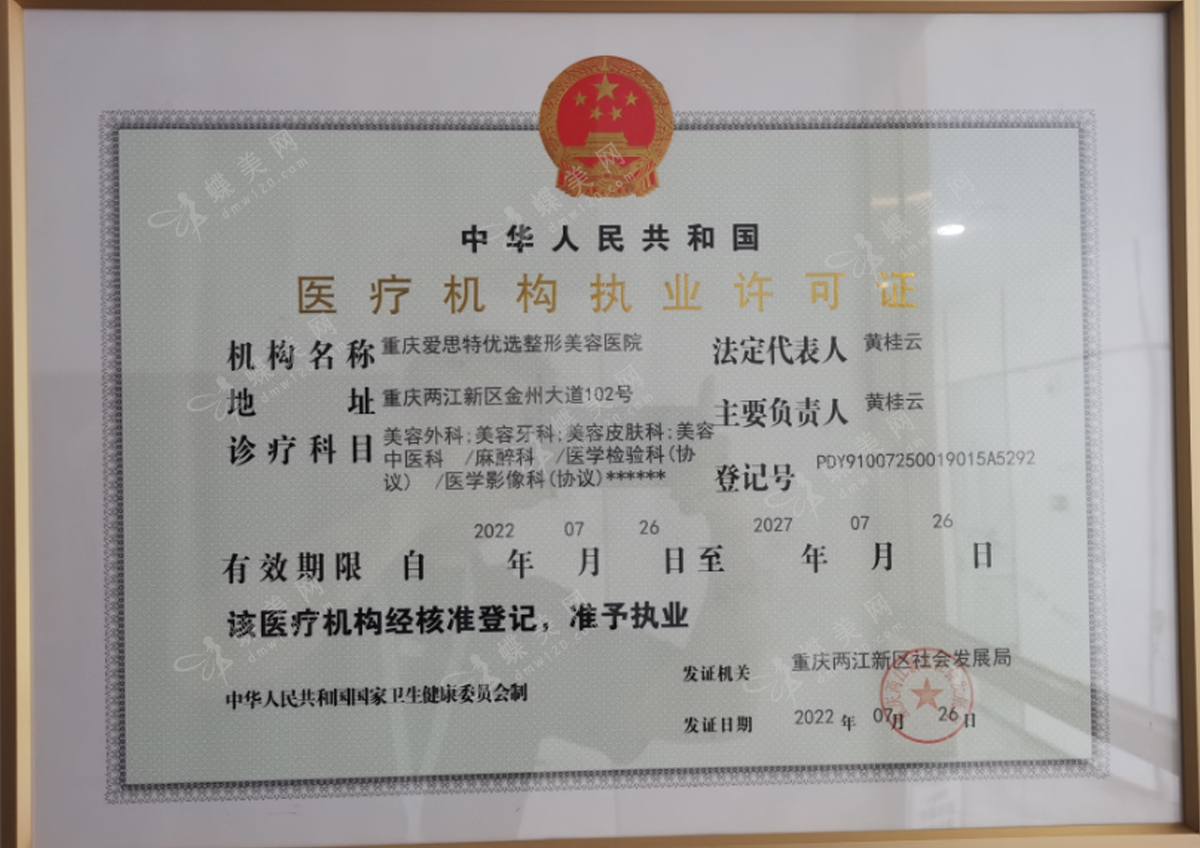 中华人民共和国
医疗机构执业许可证
机构名称 重庆爱思特优选整形美容医院 法定代表人 黄桂云
地址 重庆两江新区金州大道102号 主要负责人 黄桂云
诊疗科目 美容外科;美容牙科;美容皮肤科;美容
中医科 /麻醉科 /医学检验科(协
议) /医学影像科(协议)******
登记号 PDY91007250019015A5292
有效期限 自 2022 年 07 月 26 日 至 2027 年 07 月 26 日
该医疗机构经核准登记，准予执业
发证机关 重庆两江新区社会发展局
中华人民共和国国家卫生健康委员会制
发证日期 2022 年 07 月 26 日
蝶美网
dmw120.com